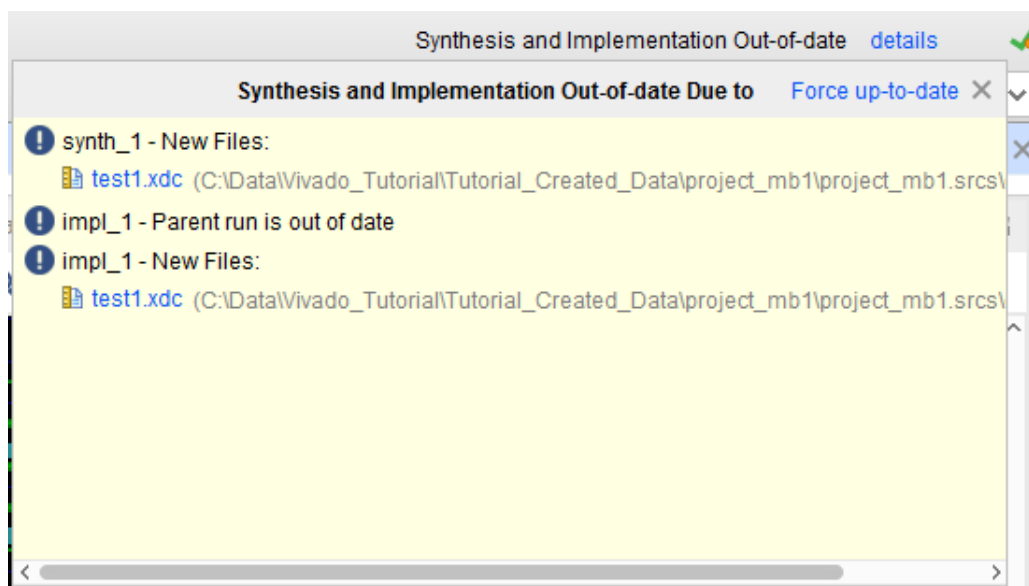 Synthesis and Implementation Out-of-date details
Synthesis and Implementation Out-of-date Due to Force up-to-date
synth_1 - New Files:
test1.xdc (C:\Data\Vivado_Tutorial\Tutorial_Created_Data\project_mb1\project_mb1.srcs\
impl_1 - Parent run is out of date
impl_1 - New Files:
test1.xdc (C:\Data\Vivado_Tutorial\Tutorial_Created_Data\project_mb1\project_mb1.srcs\